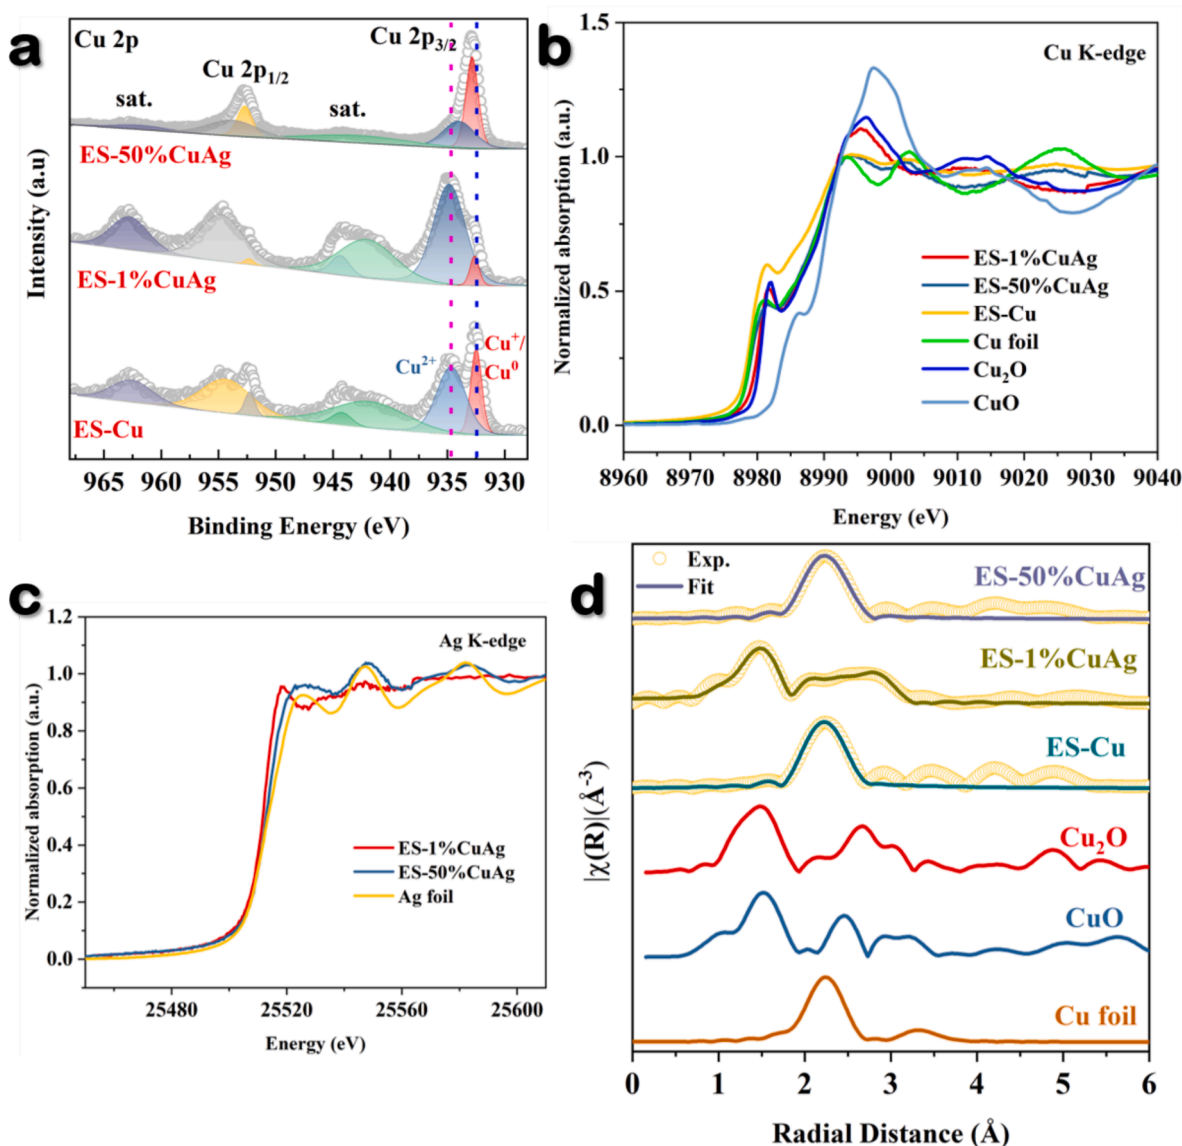 a
Cu 2p
Cu 2p3/2
Cu 2p1/2
sat.
sat.
ES-50%CuAg
ES-1%CuAg
Cu2+
Cu+/
Cu0
ES-Cu
Intensity (a.u)
965 960 955 950 945 940 935 930
Binding Energy (eV)
b
Cu K-edge
1.5
1.0
0.5
0.0
Normalized absorption (a.u.)
ES-1%CuAg
ES-50%CuAg
ES-Cu
Cu foil
Cu2O
CuO
8960 8970 8980 8990 9000 9020 9030 9040
Energy (eV)
c
Ag K-edge
1.2
1.0
0.8
0.6
0.4
0.2
0.0
Normalized absorption (a.u.)
ES-1%CuAg
ES-50%CuAg
Ag foil
25480 25520 25560 25600
Energy (eV)
d
Exp.
Fit
ES-50%CuAg
ES-1%CuAg
ES-Cu
Cu2O
CuO
Cu foil
|χ(R)|(Å-3)
0 1 2 3 4 5 6
Radial Distance (Å)